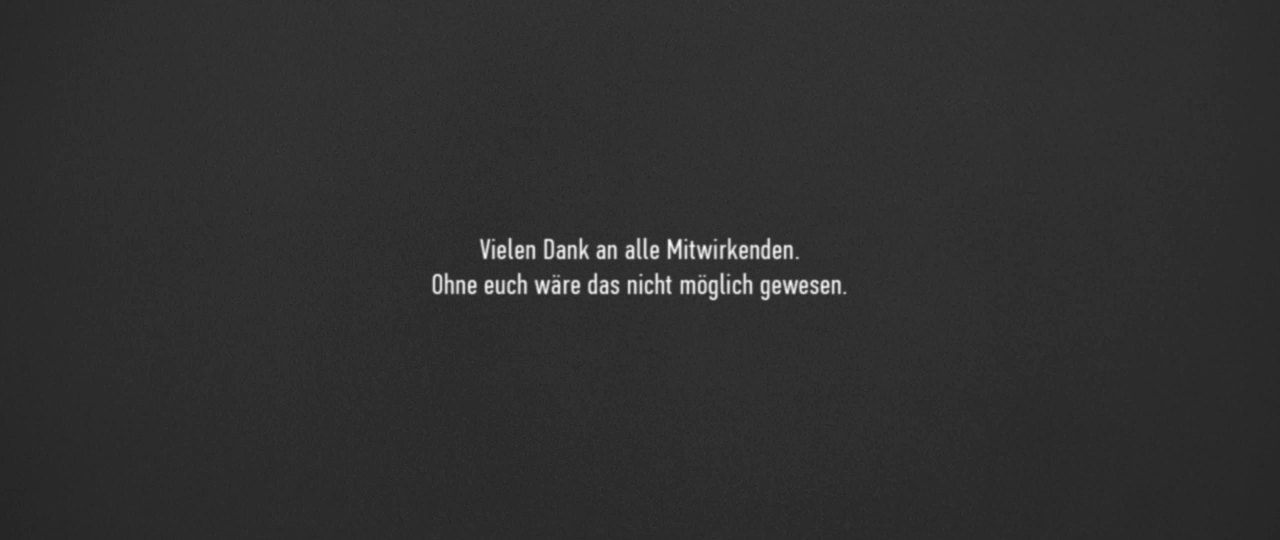 Vielen Dank an alle Mitwirkenden.
Ohne euch wäre das nicht möglich gewesen.